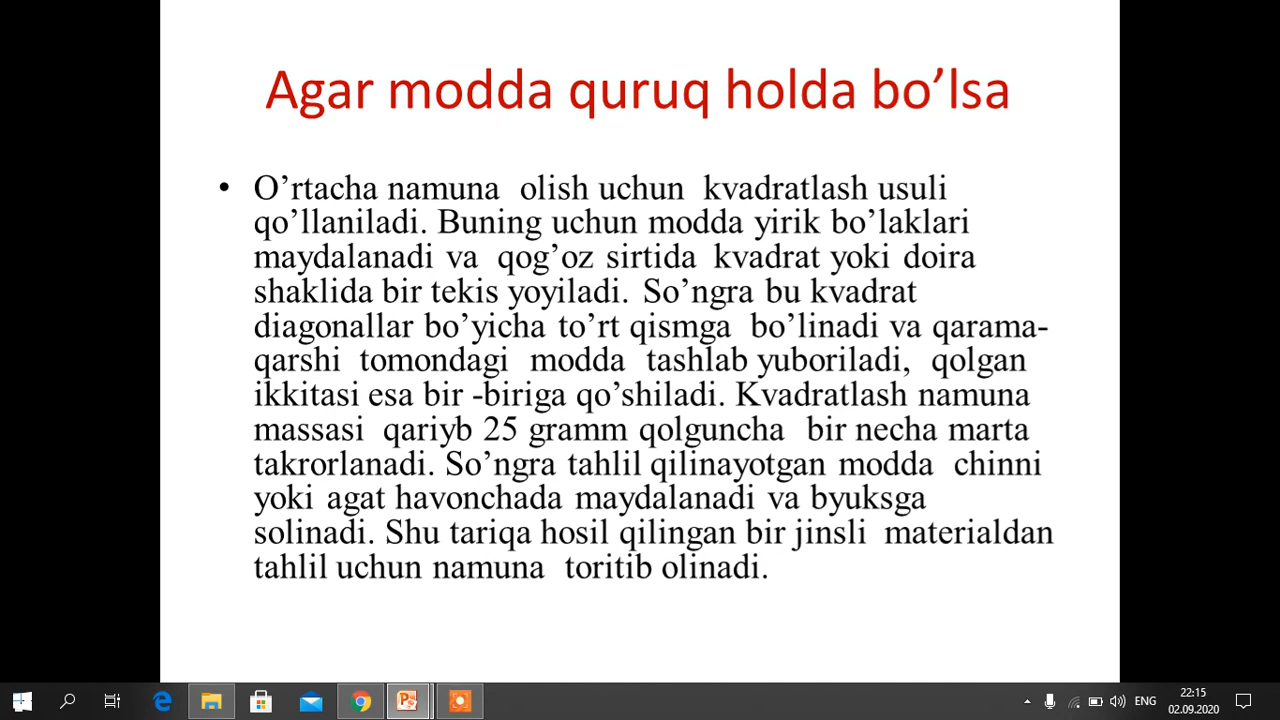 Agar modda quruq holda bo’lsa
• O’rtacha namuna olish uchun kvadratlash usuli
qo’llaniladi. Buning uchun modda yirik bo’laklari
maydalanadi va qog’oz sirtida kvadrat yoki doira
shaklida bir tekis yoyiladi. So’ngra bu kvadrat
diagonallar bo’yicha to’rt qismga bo’linadi va qarama-
qarshi tomondagi modda tashlab yuboriladi, qolgan
ikkitasi esa bir -biriga qo’shiladi. Kvadratlash namuna
massasi qariyb 25 gramm qolguncha bir necha marta
takrorlanadi. So’ngra tahlil qilinayotgan modda chinni
yoki agat havonchada maydalanadi va byuksga
solinadi. Shu tariqa hosil qilingan bir jinsli materialdan
tahlil uchun namuna toritib olinadi.
ENG
22:15
02.09.2020